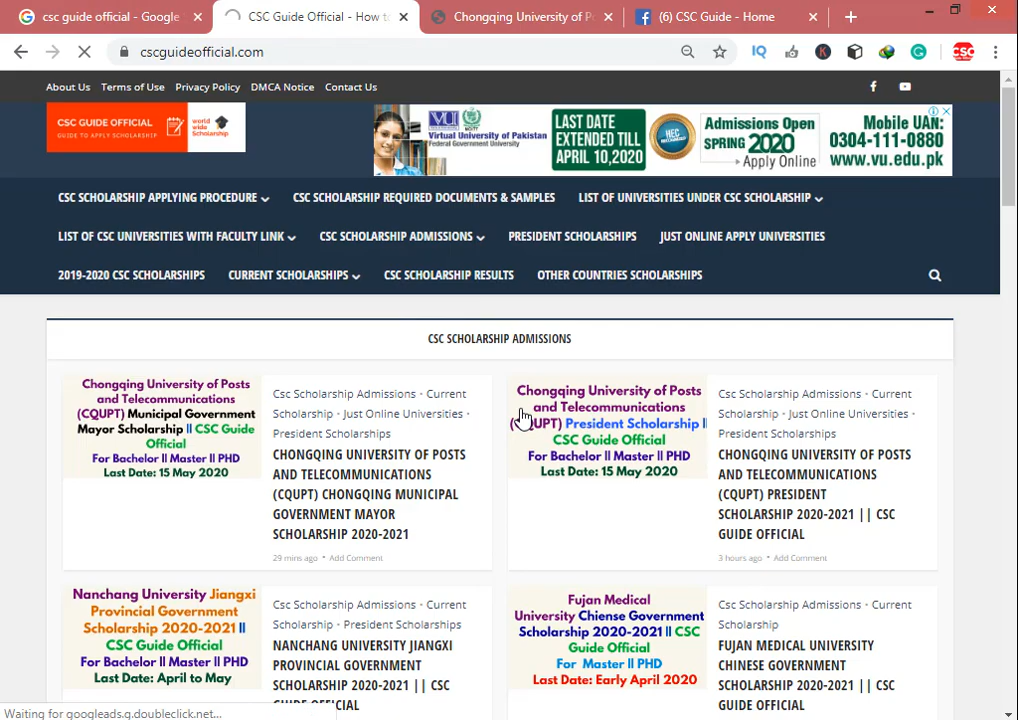 csc guide official - Google
CSC Guide Official - How to
Chongqing University of P
(6) CSC Guide - Home
cscguideofficial.com
IQ
K
G
CSC
About Us
Terms of Use
Privacy Policy
DMCA Notice
Contact Us
CSC GUIDE OFFICIAL
GUIDE TO APPLY SCHOLARSHIP
world
wide
Scholarship
VU
Virtual University of Pakistan
Federal Government University
LAST DATE
EXTENDED TILL
APRIL 10,2020
HEC
Admissions Open
SPRING 2020
Apply Online
Mobile UAN:
0304-111-0880
www.vu.edu.pk
CSC SCHOLARSHIP APPLYING PROCEDURE
CSC SCHOLARSHIP REQUIRED DOCUMENTS & SAMPLES
LIST OF UNIVERSITIES UNDER CSC SCHOLARSHIP
LIST OF CSC UNIVERSITIES WITH FACULTY LINK
CSC SCHOLARSHIP ADMISSIONS
PRESIDENT SCHOLARSHIPS
JUST ONLINE APPLY UNIVERSITIES
2019-2020 CSC SCHOLARSHIPS
CURRENT SCHOLARSHIPS
CSC SCHOLARSHIP RESULTS
OTHER COUNTRIES SCHOLARSHIPS
CSC SCHOLARSHIP ADMISSIONS
Chongqing University of Posts
and Telecommunications
(CQUPT) Municipal Government
Mayor Scholarship || CSC Guide
Official
For Bachelor || Master || PHD
Last Date: 15 May 2020
Csc Scholarship Admissions · Current
Scholarship · Just Online Universities ·
President Scholarships
CHONGQING UNIVERSITY OF POSTS
AND TELECOMMUNICATIONS
(CQUPT) CHONGQING MUNICIPAL
GOVERNMENT MAYOR
SCHOLARSHIP 2020-2021
29 mins ago · Add Comment
Chongqing University of Posts
and Telecommunications
(CQUPT) President Scholarship ||
CSC Guide Official
For Bachelor || Master || PHD
Last Date: 15 May 2020
Csc Scholarship Admissions · Current
Scholarship · Just Online Universities ·
President Scholarships
CHONGQING UNIVERSITY OF POSTS
AND TELECOMMUNICATIONS
(CQUPT) PRESIDENT
SCHOLARSHIP 2020-2021 || CSC
GUIDE OFFICIAL
3 hours ago · Add Comment
Nanchang University Jiangxi
Provincial Government
Scholarship 2020-2021 ||
CSC Guide Official
For Bachelor || Master || PHD
Last Date: April to May
Csc Scholarship Admissions · Current
Scholarship · President Scholarships
NANCHANG UNIVERSITY JIANGXI
PROVINCIAL GOVERNMENT
SCHOLARSHIP 2020-2021 || CSC
GUIDE OFFICIAL
Fujan Medical
University Chiense Government
Scholarship 2020-2021 || CSC
Guide Official
For Master || PHD
Last Date: Early April 2020
Csc Scholarship Admissions · Current
Scholarship
FUJAN MEDICAL UNIVERSITY
CHINESE GOVERNMENT
SCHOLARSHIP 2020-2021 || CSC
GUIDE OFFICIAL
Waiting for googleads.g.doubleclick.net...